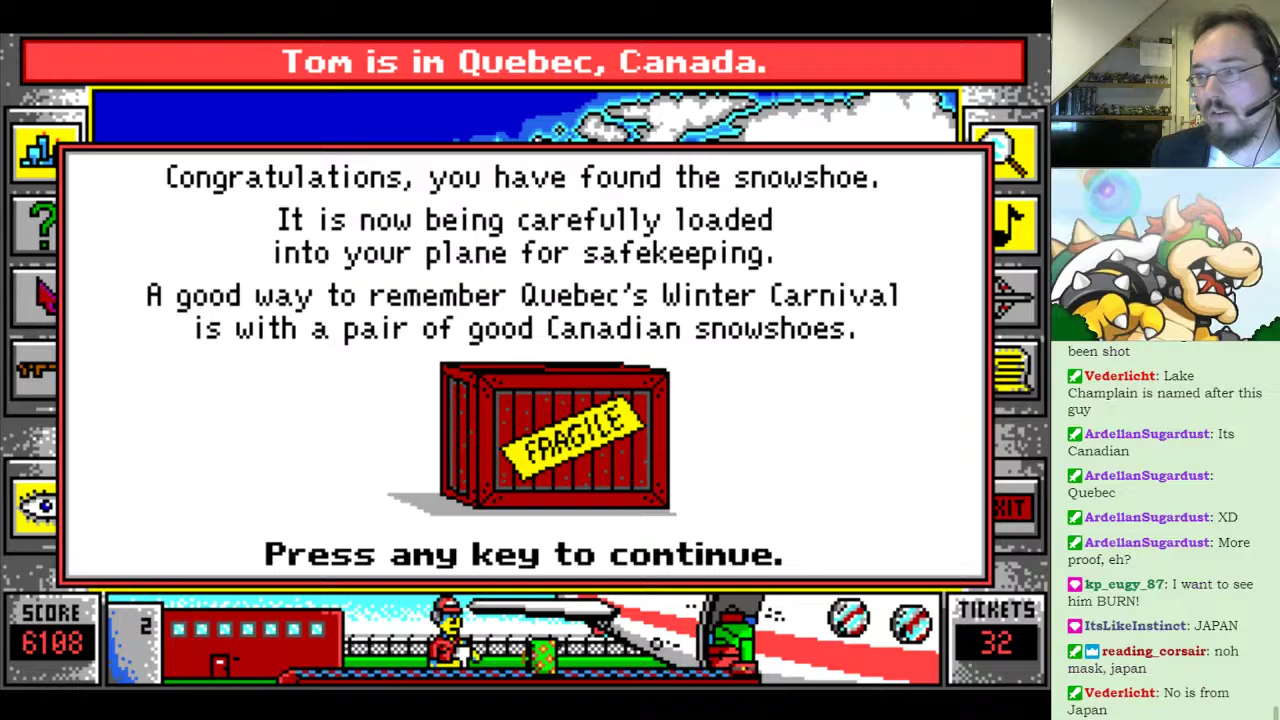 Tom is in Quebec, Canada.
Congratulations, you have found the snowshoe.
It is now being carefully loaded
into your plane for safekeeping.
A good way to remember Quebec's Winter Carnival
is with a pair of good Canadian snowshoes.
FRAGILE
Press any key to continue.
EXIT
SCORE
6108
2
TICKETS
32
been shot
Vederlicht: Lake
Champlain is named after this
guy
ArdellanSugardust: Its
Canadian
ArdellanSugardust:
Quebec
ArdellanSugardust: XD
ArdellanSugardust: More
proof, eh?
kp_eugy_87: I want to see
him BURN!
ItsLikeInstinct: JAPAN
reading_corsair: noh
mask, japan
Vederlicht: No is from
Japan